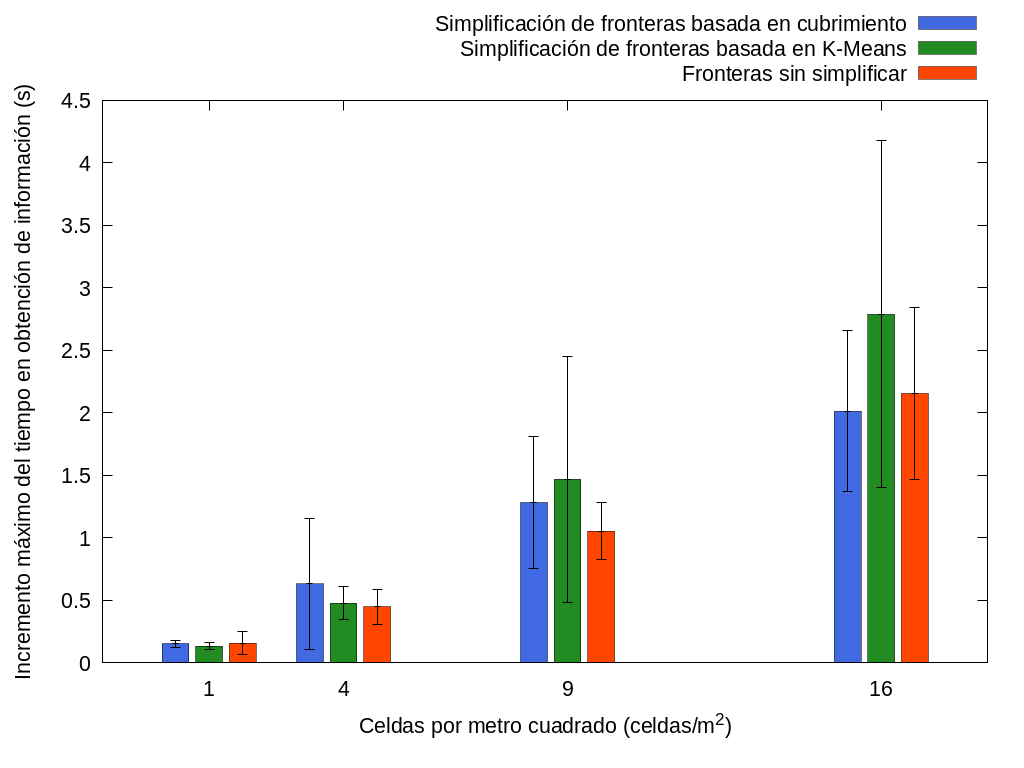 Simplificación de fronteras basada en cubrimiento
Simplificación de fronteras basada en K-Means
Fronteras sin simplificar
Incremento máximo del tiempo en obtención de información (s)
4.5
4
3.5
3
2.5
2
1.5
1
0.5
0
1 4 9 16
Celdas por metro cuadrado (celdas/m²)